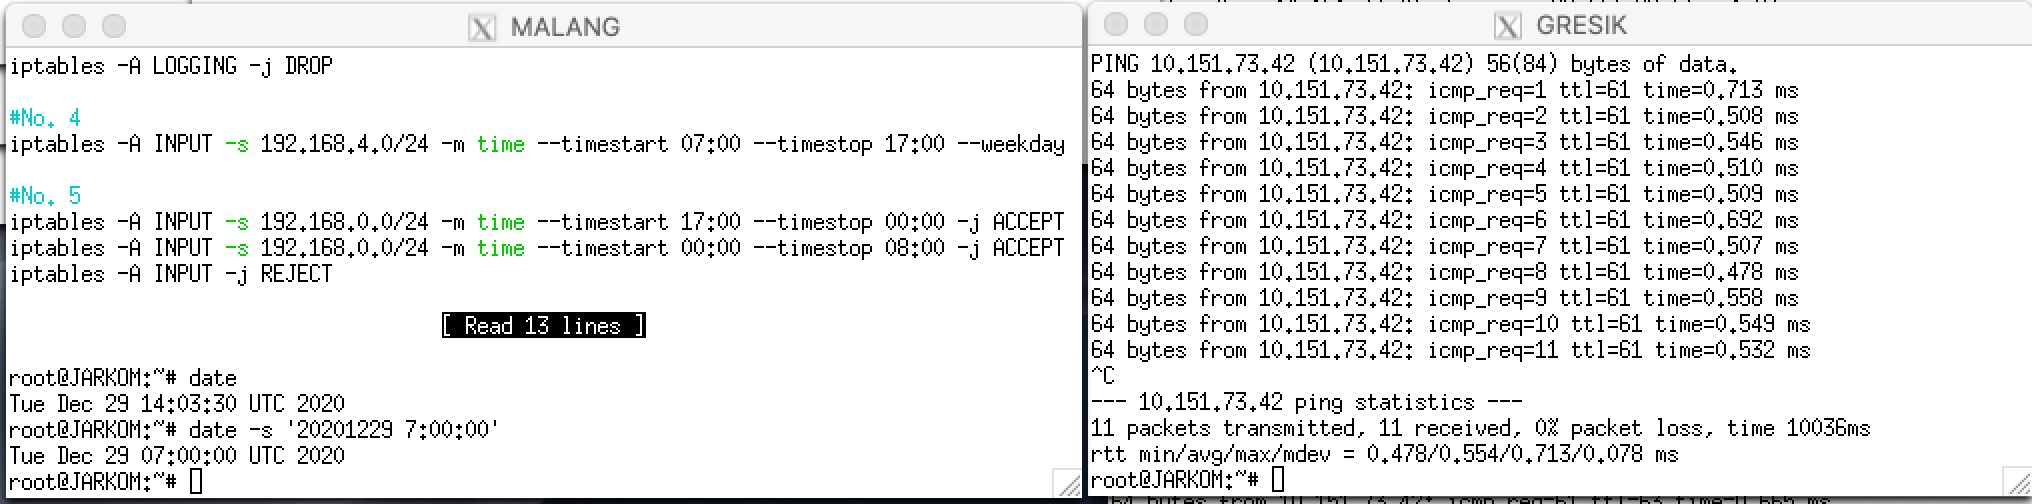 MALANG
iptables -A LOGGING -j DROP
#No. 4
iptables -A INPUT -s 192.168.4.0/24 -m time --timestart 07:00 --timestop 17:00 --weekday
#No. 5
iptables -A INPUT -s 192.168.0.0/24 -m time --timestart 17:00 --timestop 00:00 -j ACCEPT
iptables -A INPUT -s 192.168.0.0/24 -m time --timestart 00:00 --timestop 08:00 -j ACCEPT
iptables -A INPUT -j REJECT
[ Read 13 lines ]
root@JARKOM:~# date
Tue Dec 29 14:03:30 UTC 2020
root@JARKOM:~# date -s '20201229 7:00:00'
Tue Dec 29 07:00:00 UTC 2020
root@JARKOM:~#
GRESIK
PING 10.151.73.42 (10.151.73.42) 56(84) bytes of data.
64 bytes from 10.151.73.42: icmp_req=1 ttl=61 time=0.713 ms
64 bytes from 10.151.73.42: icmp_req=2 ttl=61 time=0.508 ms
64 bytes from 10.151.73.42: icmp_req=3 ttl=61 time=0.546 ms
64 bytes from 10.151.73.42: icmp_req=4 ttl=61 time=0.510 ms
64 bytes from 10.151.73.42: icmp_req=5 ttl=61 time=0.509 ms
64 bytes from 10.151.73.42: icmp_req=6 ttl=61 time=0.692 ms
64 bytes from 10.151.73.42: icmp_req=7 ttl=61 time=0.507 ms
64 bytes from 10.151.73.42: icmp_req=8 ttl=61 time=0.478 ms
64 bytes from 10.151.73.42: icmp_req=9 ttl=61 time=0.558 ms
64 bytes from 10.151.73.42: icmp_req=10 ttl=61 time=0.549 ms
64 bytes from 10.151.73.42: icmp_req=11 ttl=61 time=0.532 ms
^C
--- 10.151.73.42 ping statistics ---
11 packets transmitted, 11 received, 0% packet loss, time 10036ms
rtt min/avg/max/mdev = 0.478/0.554/0.713/0.078 ms
root@JARKOM:~#